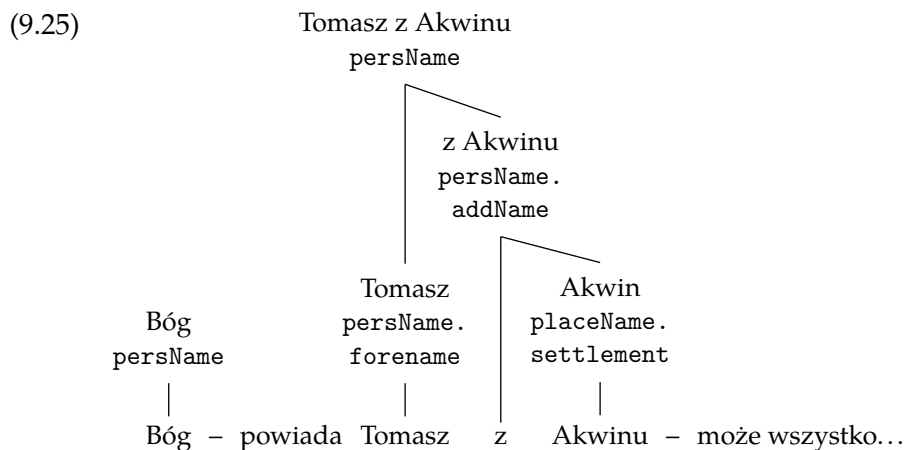 (9.25)
Tomasz z Akwinu
persName
z Akwinu
persName.
addName
Tomasz
persName.
forename
Akwin
placeName.
settlement
Bóg
persName
Bóg – powiada Tomasz z Akwinu – może wszystko…